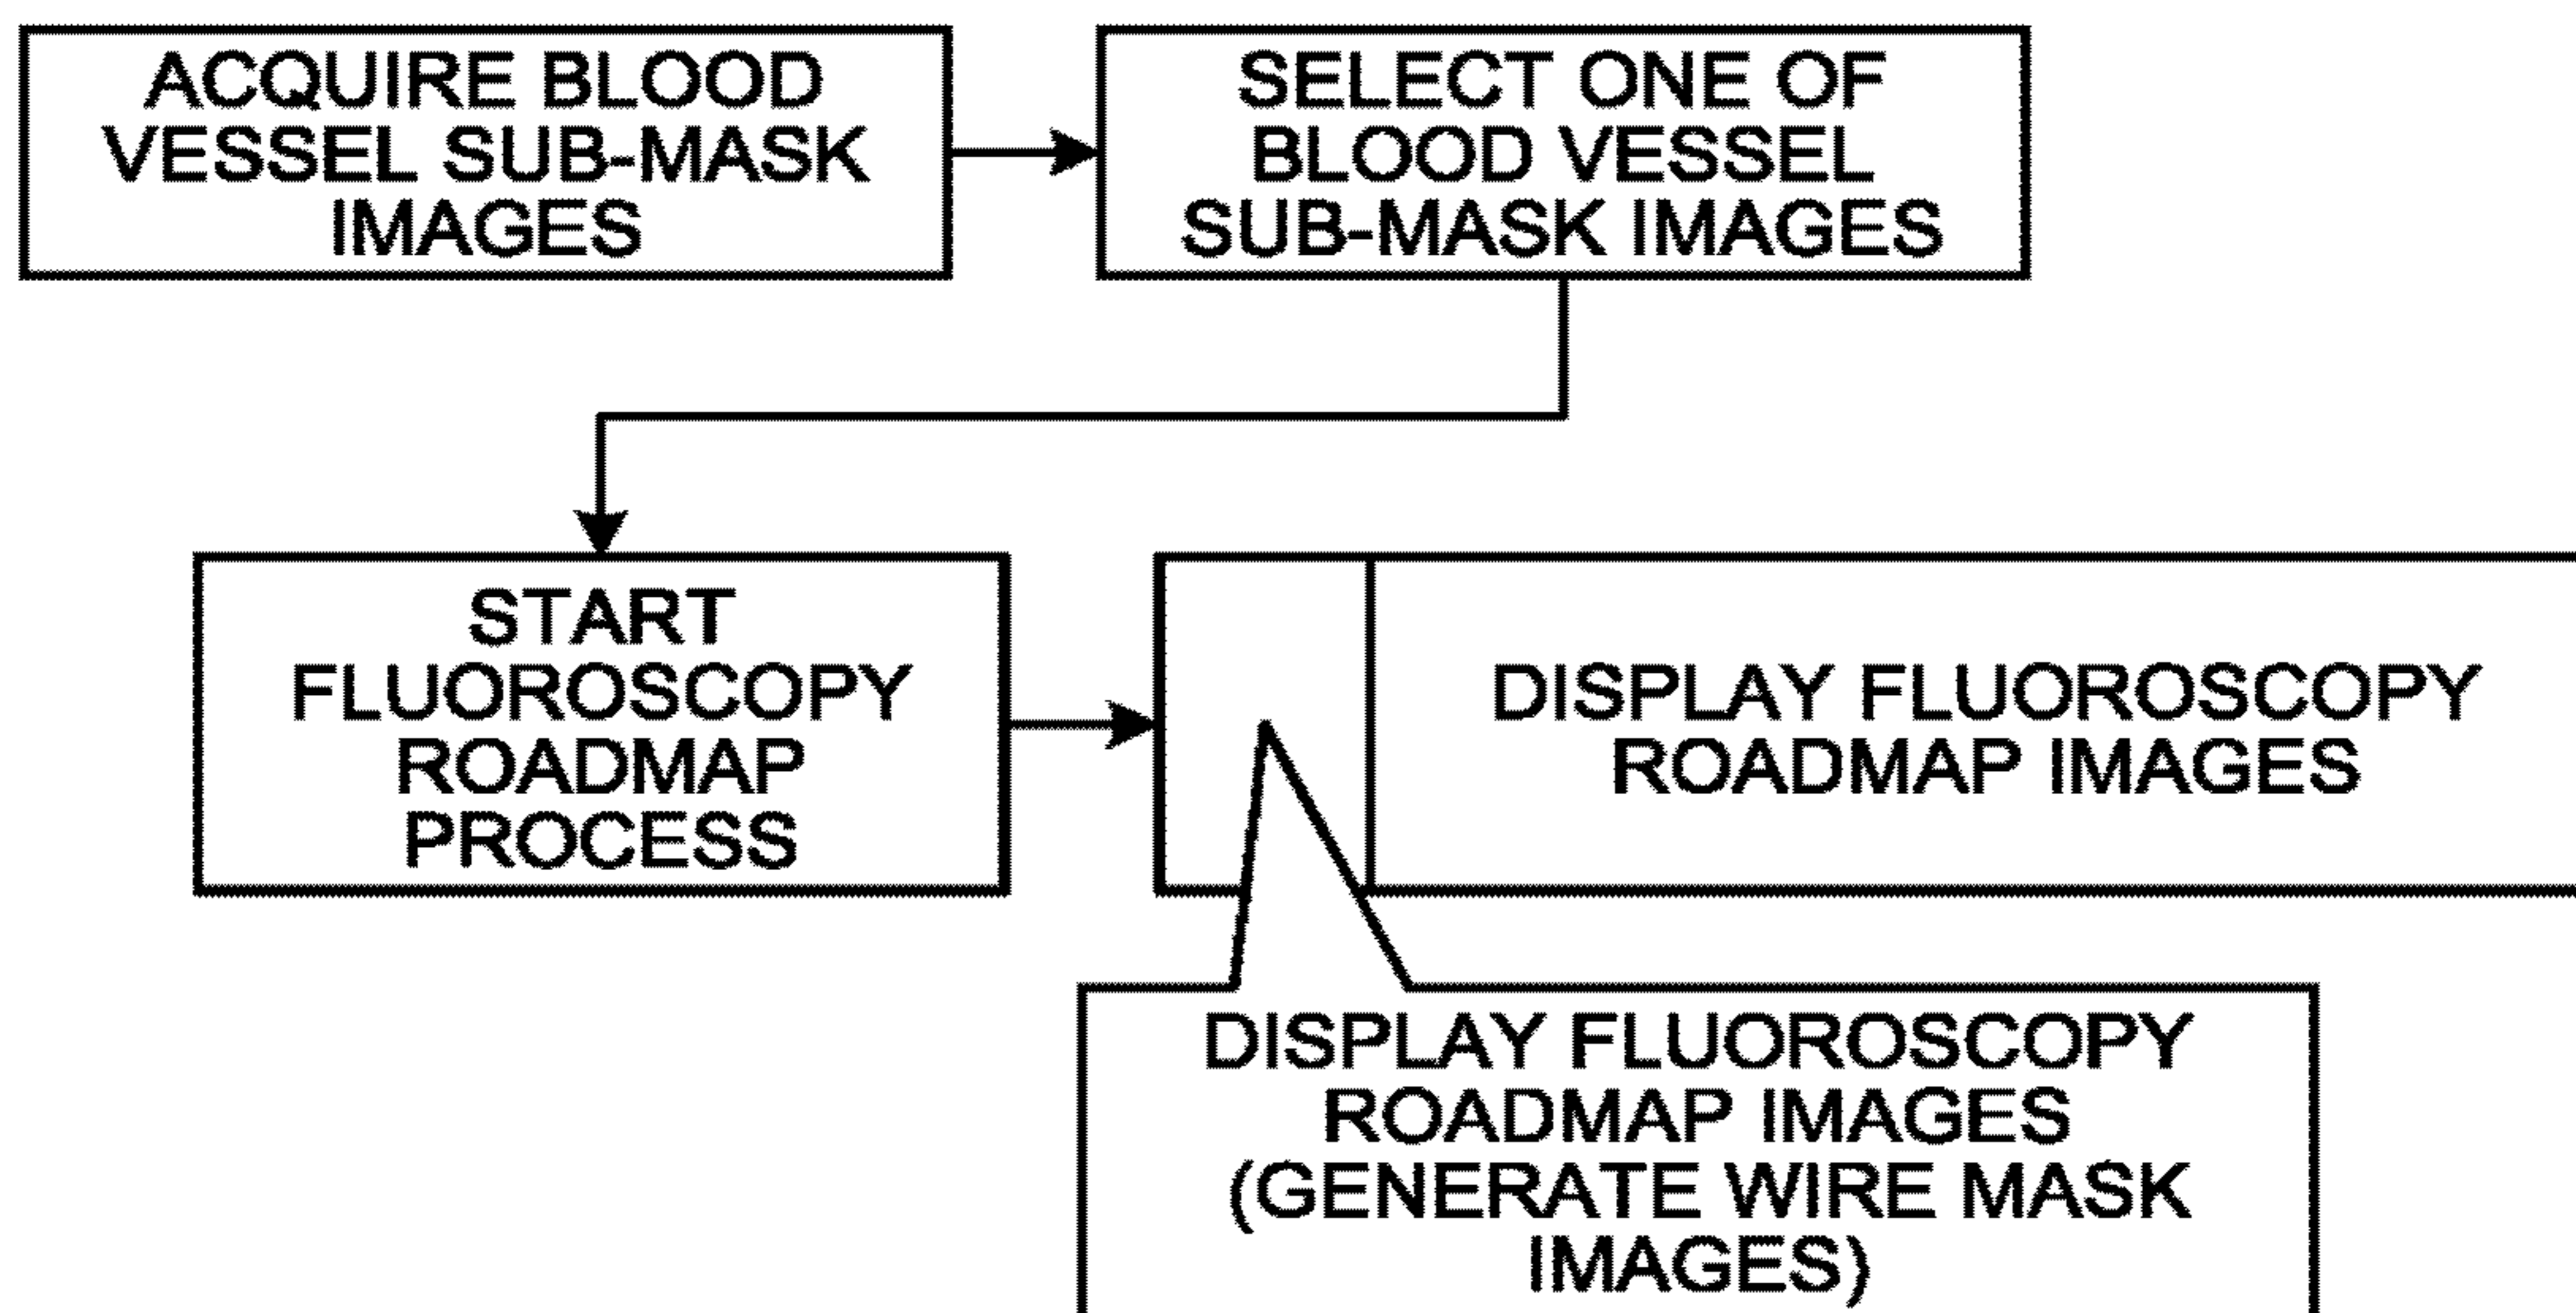 ACQUIRE BLOOD
VESSEL SUB-MASK
IMAGES
SELECT ONE OF
BLOOD VESSEL
SUB-MASK IMAGES
START
FLUOROSCOPY
ROADMAP
PROCESS
DISPLAY FLUOROSCOPY
ROADMAP IMAGES
DISPLAY FLUOROSCOPY
ROADMAP IMAGES
(GENERATE WIRE MASK
IMAGES)